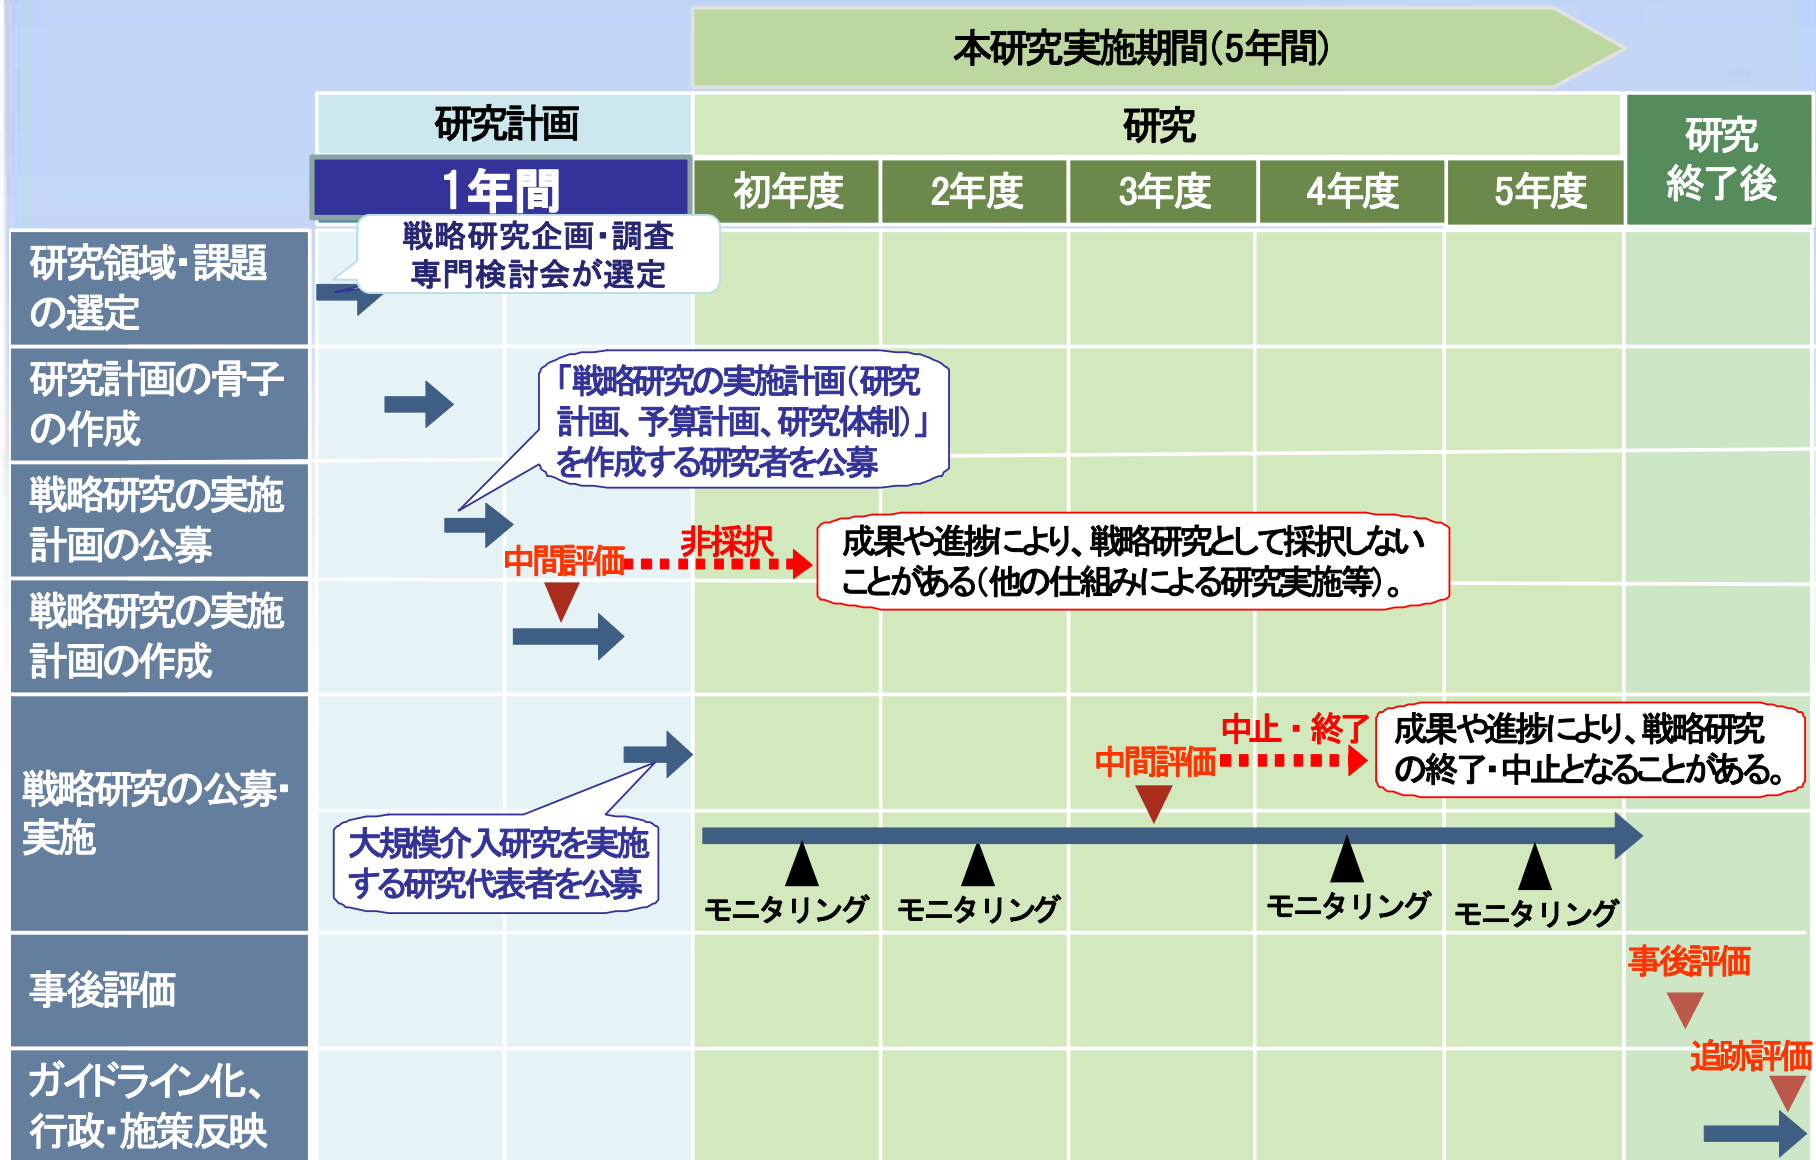 本研究実施期間（5年間）
研究計画
研究
研究
終了後
1年間
初年度
2年度
3年度
4年度
5年度
研究領域・課題
の選定
戦略研究企画・調査
専門検討会が選定
研究計画の骨子
の作成
「戦略研究の実施計画（研究
計画、予算計画、研究体制）」
を作成する研究者を公募
戦略研究の実施
計画の公募
中間評価
非採択
成果や進捗により、戦略研究として採択しない
ことがある（他の仕組みによる研究実施等）。
戦略研究の実施
計画の作成
戦略研究の公募・
実施
大規模介入研究を実施
する研究代表者を公募
中間評価
中止・終了
成果や進捗により、戦略研究
の終了・中止となることがある。
モニタリング
モニタリング
モニタリング
モニタリング
事後評価
事後評価
ガイドライン化、
行政・施策反映
追跡評価